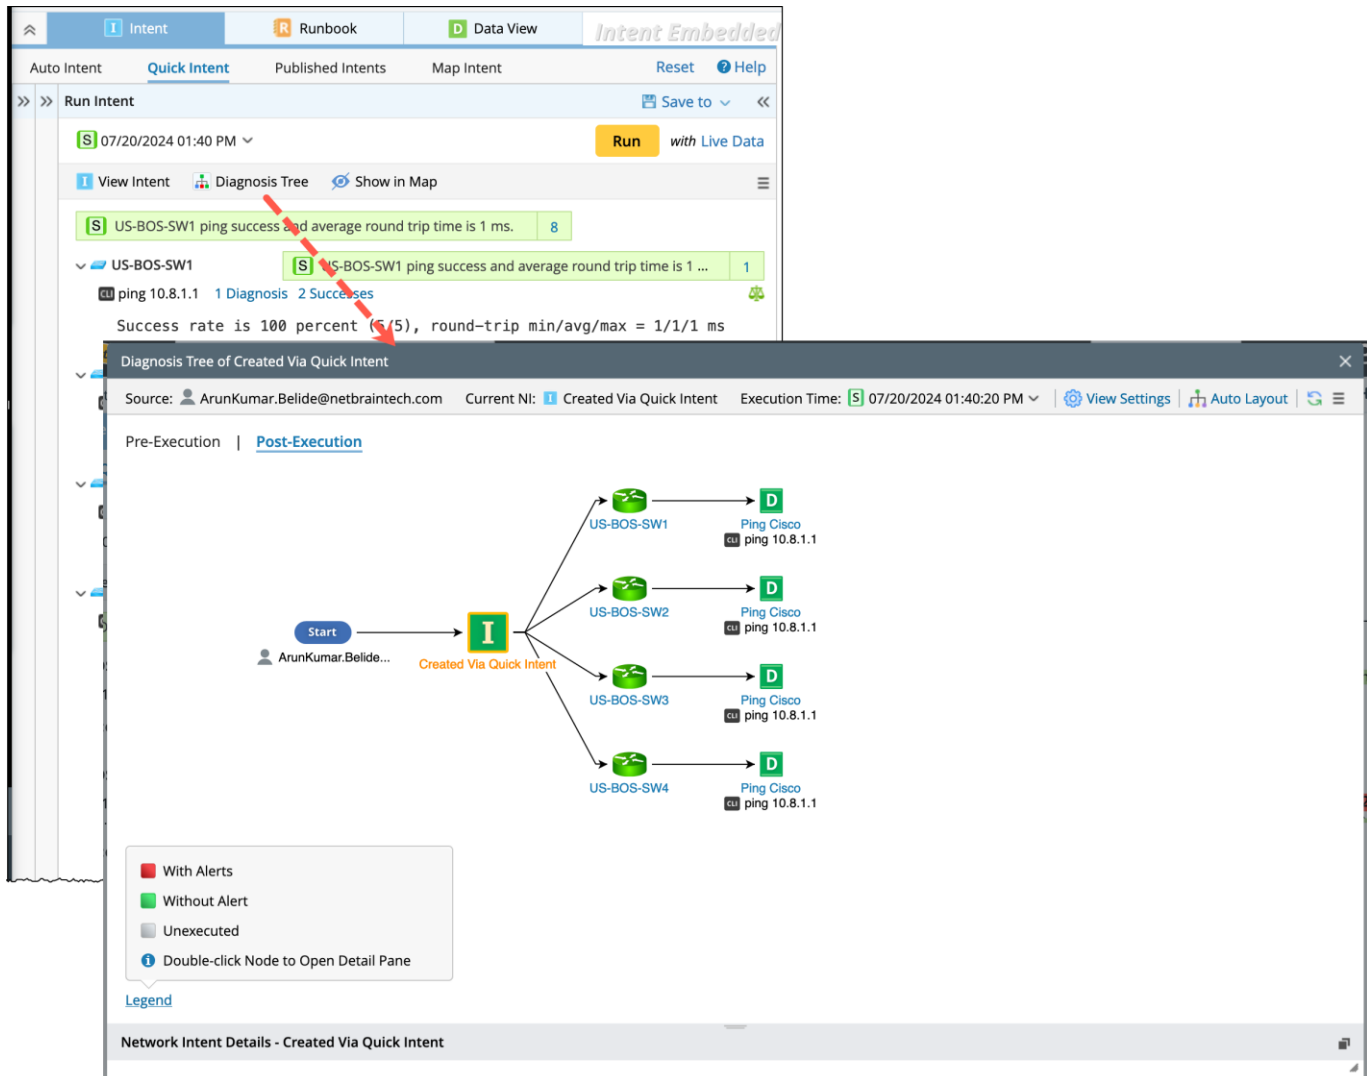 Intent
Runbook
Data View
Intent Embedded
Auto Intent
Quick Intent
Published Intents
Map Intent
Reset
Help
Run Intent
Save to
S 07/20/2024 01:40 PM
Run
with Live Data
I View Intent
Diagnosis Tree
Show in Map
S US-BOS-SW1 ping success and average round trip time is 1 ms. 8
US-BOS-SW1
S US-BOS-SW1 ping success and average round trip time is 1 ... 1
CLI ping 10.8.1.1 1 Diagnosis 2 Successes
Success rate is 100 percent (5/5), round-trip min/avg/max = 1/1/1 ms
Diagnosis Tree of Created Via Quick Intent
Source: ArunKumar.Belide@netbraintech.com Current NI: I Created Via Quick Intent Execution Time: S 07/20/2024 01:40:20 PM View Settings Auto Layout
Pre-Execution | Post-Execution
D
US-BOS-SW1
Ping Cisco
CLI ping 10.8.1.1
D
US-BOS-SW2
Ping Cisco
CLI ping 10.8.1.1
Start
ArunKumar.Belide...
I
Created Via Quick Intent
D
US-BOS-SW3
Ping Cisco
CLI ping 10.8.1.1
D
US-BOS-SW4
Ping Cisco
CLI ping 10.8.1.1
With Alerts
Without Alert
Unexecuted
Double-click Node to Open Detail Pane
Legend
Network Intent Details - Created Via Quick Intent